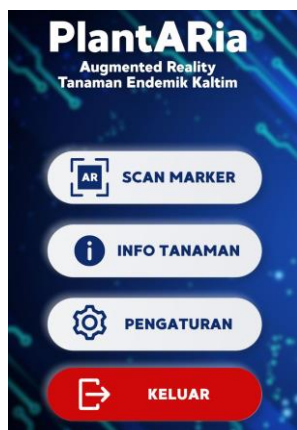 PlantARia
Augmented Reality
Tanaman Endemik Kaltim
AR SCAN MARKER
i INFO TANAMAN
PENGATURAN
KELUAR